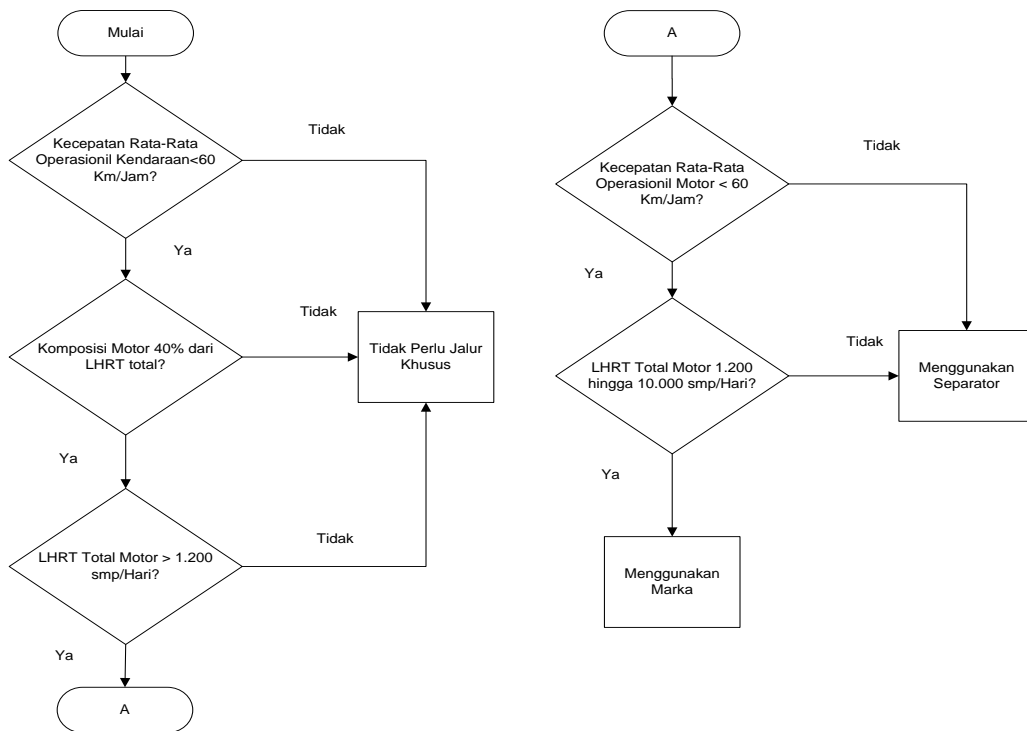 Mulai
Kecepatan Rata-Rata
Operasionil Kendaraan<60
Km/Jam?
Tidak
Ya
Komposisi Motor 40% dari
LHRT total?
Tidak
Tidak Perlu Jalur
Khusus
Ya
LHRT Total Motor > 1.200
smp/Hari?
Tidak
Ya
A
A
Kecepatan Rata-Rata
Operasionil Motor < 60
Km/Jam?
Tidak
Ya
LHRT Total Motor 1.200
hingga 10.000 smp/Hari?
Tidak
Menggunakan
Separator
Ya
Menggunakan
Marka